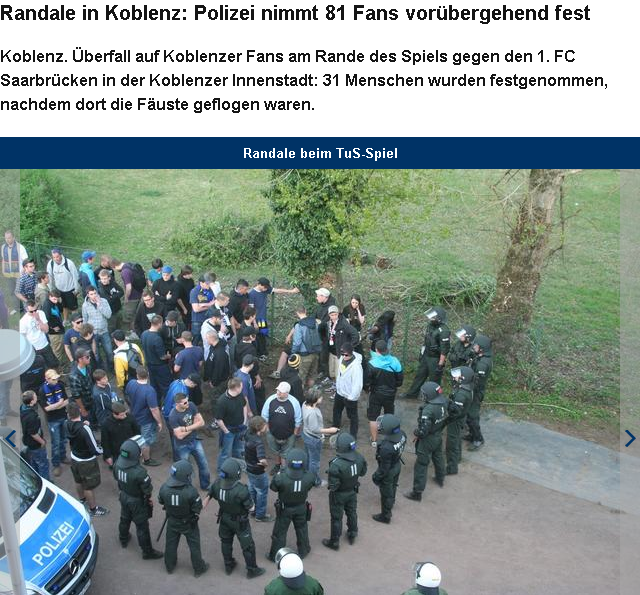 Randale in Koblenz: Polizei nimmt 81 Fans vorübergehend fest
Koblenz. Überfall auf Koblenzer Fans am Rande des Spiels gegen den 1. FC
Saarbrücken in der Koblenzer Innenstadt: 31 Menschen wurden festgenommen,
nachdem dort die Fäuste geflogen waren.
Randale beim TuS-Spiel
POLIZEI